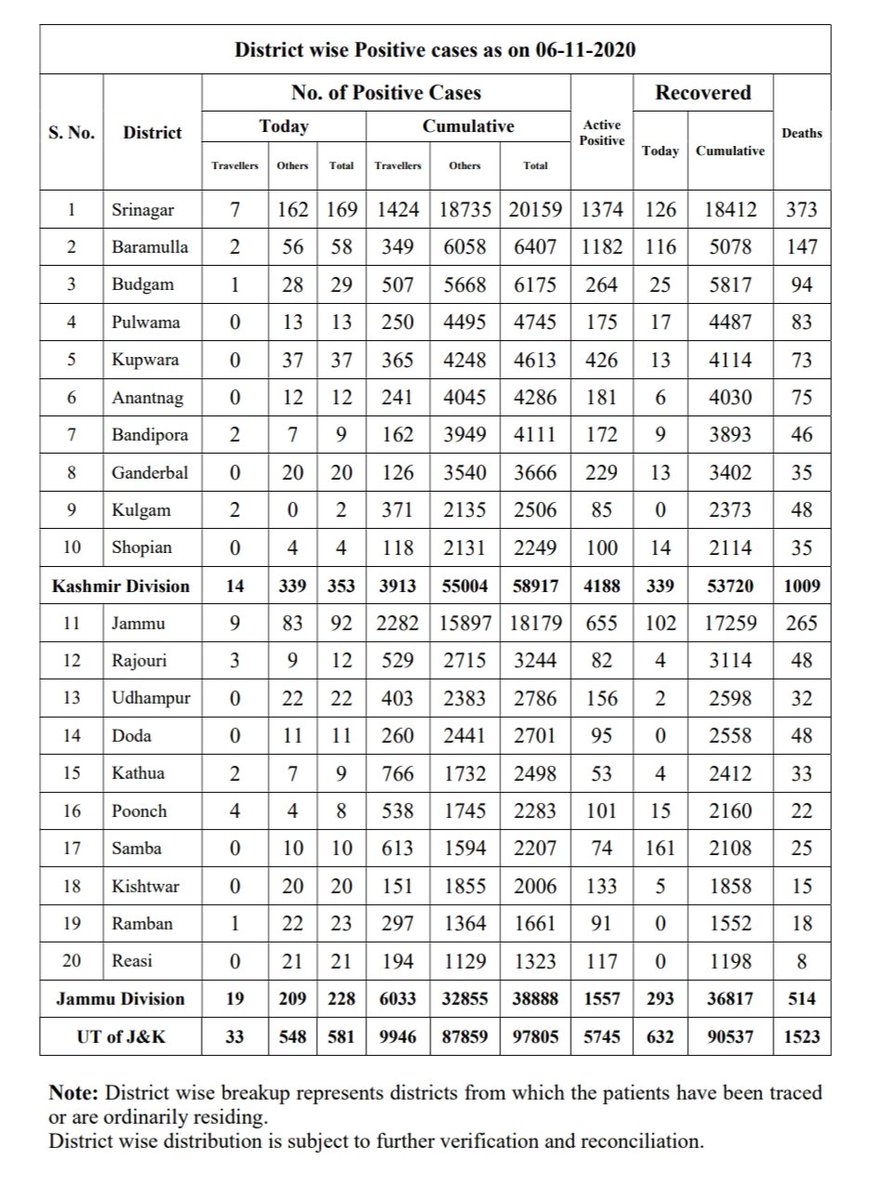 District wise Positive cases as on 06-11-2020
S. No. District No. of Positive Cases Active Positive Recovered Deaths
Today Cumulative Today Cumulative
Travellers Others Total Travellers Others Total
1 Srinagar 7 162 169 1424 18735 20159 1374 126 18412 373
2 Baramulla 2 56 58 349 6058 6407 1182 116 5078 147
3 Budgam 1 28 29 507 5668 6175 264 25 5817 94
4 Pulwama 0 13 13 250 4495 4745 175 17 4487 83
5 Kupwara 0 37 37 365 4248 4613 426 13 4114 73
6 Anantnag 0 12 12 241 4045 4286 181 6 4030 75
7 Bandipora 2 7 9 162 3949 4111 172 9 3893 46
8 Ganderbal 0 20 20 126 3540 3666 229 13 3402 35
9 Kulgam 2 0 2 371 2135 2506 85 0 2373 48
10 Shopian 0 4 4 118 2131 2249 100 14 2114 35
Kashmir Division 14 339 353 3913 55004 58917 4188 339 53720 1009
11 Jammu 9 83 92 2282 15897 18179 655 102 17259 265
12 Rajouri 3 9 12 529 2715 3244 82 4 3114 48
13 Udhampur 0 22 22 403 2383 2786 156 2 2598 32
14 Doda 0 11 11 260 2441 2701 95 0 2558 48
15 Kathua 2 7 9 766 1732 2498 53 4 2412 33
16 Poonch 4 4 8 538 1745 2283 101 15 2160 22
17 Samba 0 10 10 613 1594 2207 74 161 2108 25
18 Kishtwar 0 20 20 151 1855 2006 133 5 1858 15
19 Ramban 1 22 23 297 1364 1661 91 0 1552 18
20 Reasi 0 21 21 194 1129 1323 117 0 1198 8
Jammu Division 19 209 228 6033 32855 38888 1557 293 36817 514
UT of J&K 33 548 581 9946 87859 97805 5745 632 90537 1523
Note: District wise breakup represents districts from which the patients have been traced
or are ordinarily residing.
District wise distribution is subject to further verification and reconciliation.